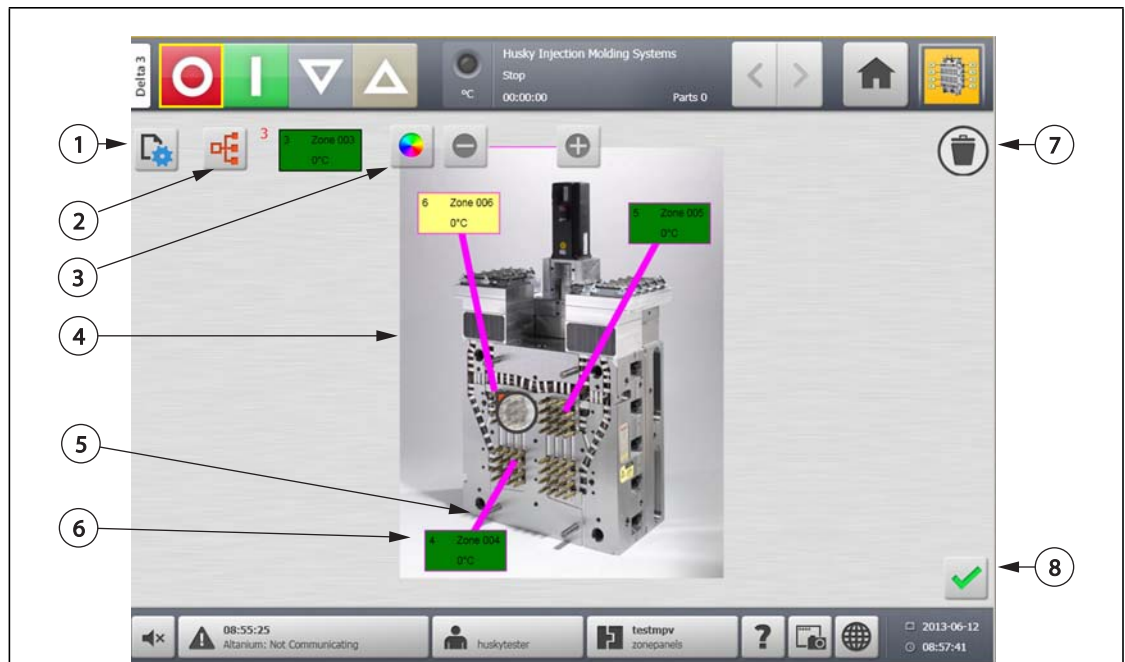 Delta 3
Husky Injection Molding Systems
Stop
°C
00:00:00
Parts 0
1
2
3
4
5
6
7
8
3
3 Zone 003
0°C
6 Zone 006
0°C
5 Zone 005
0°C
4 Zone 004
0°C
08:55:25
Altanium: Not Communicating
huskytester
testmpv
zonepanels
?
2013-06-12
08:57:41